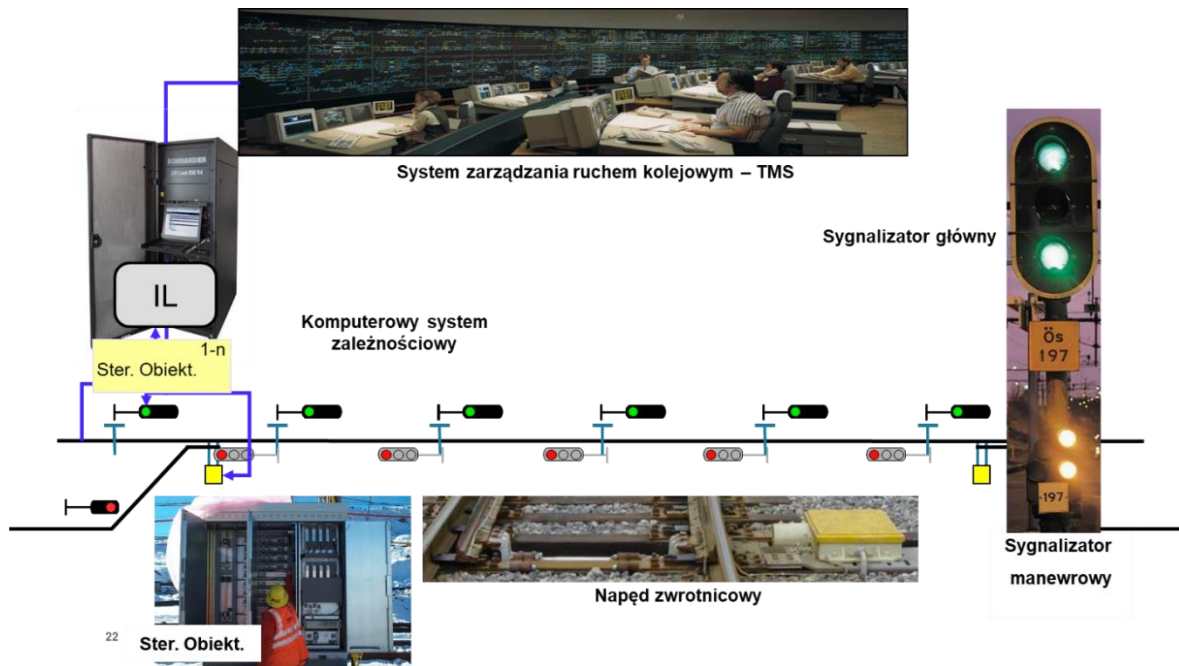 System zarządzania ruchem kolejowym – TMS
BOMBARDIER
Sygnalizator główny
IL
Komputerowy system
zależnościowy
1-n
Ster. Obiekt.
Ös
197
197
Sygnalizator
manewrowy
Napęd zwrotnicowy
22
Ster. Obiekt.